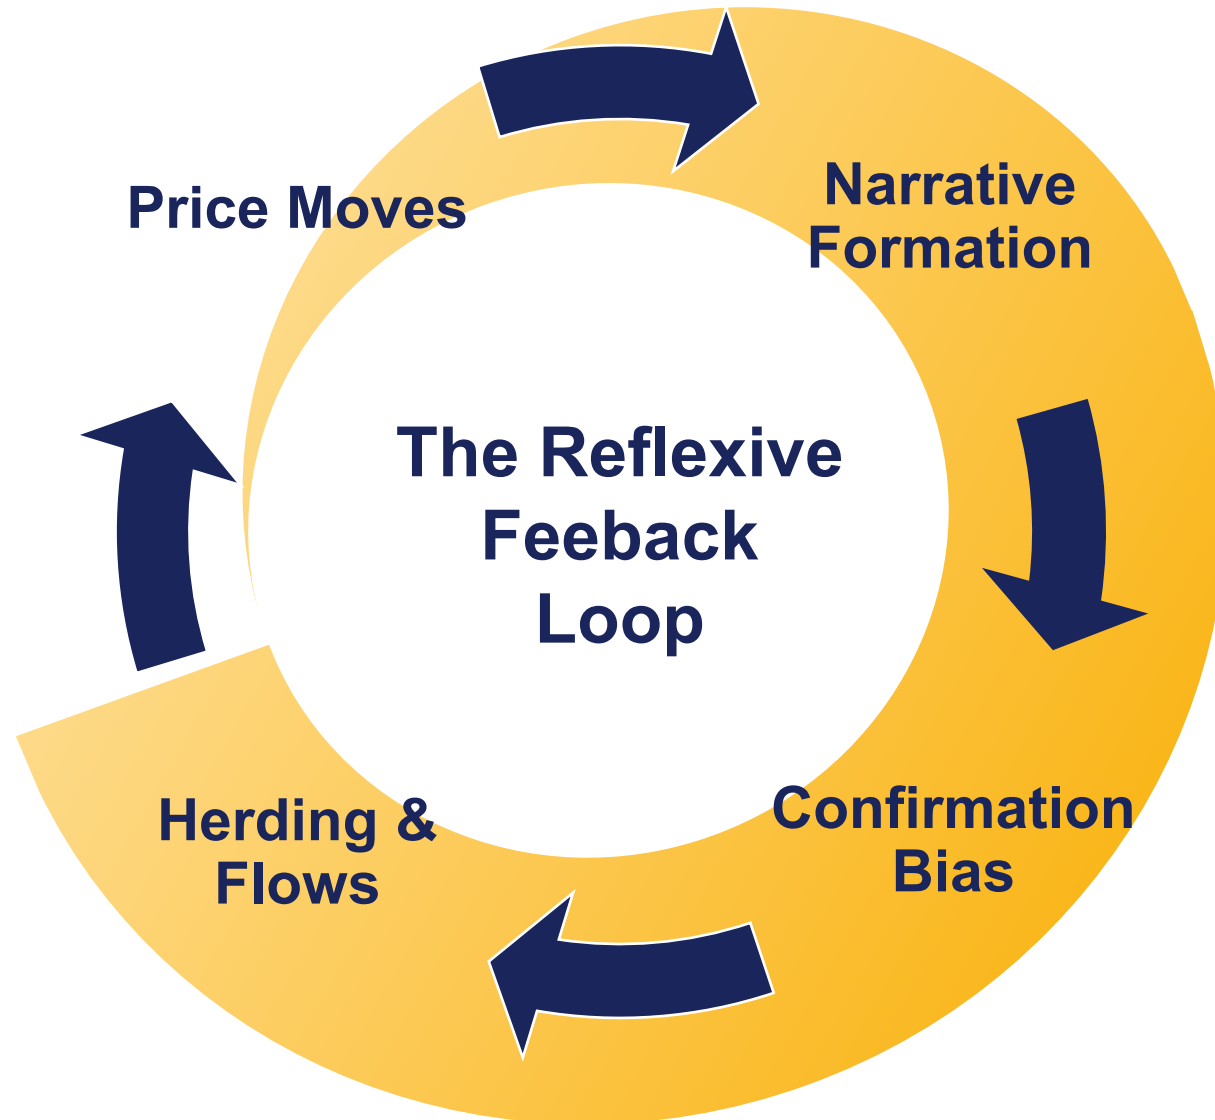 Price Moves
Narrative
Formation
The Reflexive
Feeback
Loop
Herding &
Flows
Confirmation
Bias